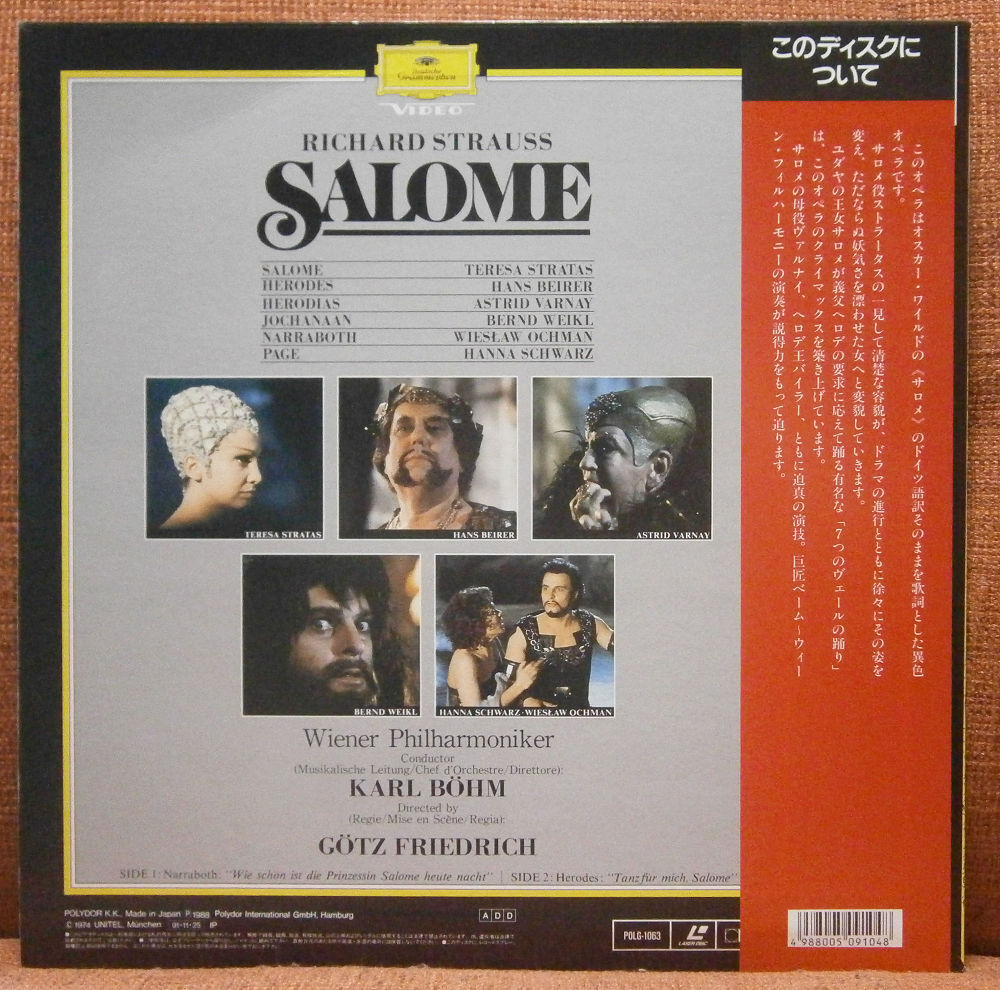 Deutsche
Grammophon
VIDEO
RICHARD STRAUSS
SALOME
SALOME TERESA STRATAS
HERODES HANS BEIRER
HERODIAS ASTRID VARNAY
JOCHANAAN BERND WEIKL
NARRABOTH WIESŁAW OCHMAN
PAGE HANNA SCHWARZ
TERESA STRATAS
HANS BEIRER
ASTRID VARNAY
BERND WEIKL
HANNA SCHWARZ·WIESŁAW OCHMAN
Wiener Philharmoniker
Conductor
(Musikalische Leitung/Chef d'Orchestre/Direttore):
KARL BÖHM
Directed by
(Regie/Mise en Scène/Regia):
GÖTZ FRIEDRICH
SIDE 1: Narraboth: "Wie schön ist die Prinzessin Salome heute nacht" | SIDE 2: Herodes: "Tanz für mich, Salome"
POLYDOR K.K., Made in Japan ℗ 1988 Polydor International GmbH, Hamburg
© 1974 UNITEL, München 91-11-25 IP
A D D
POLG-1063
LASER DISC
このディスクに
ついて
このオペラはオスカー・ワイルドの《サロメ》のドイツ語訳そのままを歌詞とした異色
オペラです。
サロメ役ストラータスの一見して清楚な容貌が、ドラマの進行とともに徐々にその姿を
変え、ただならぬ妖気さを漂わせた女へと変貌していきます。
ユダヤの王女サロメが義父ヘロデの要求に応えて踊る有名な「7つのヴェールの踊り」
は、このオペラのクライマックスを築き上げています。
サロメの母役ヴァルナイ、ヘロデ王バイラー、ともに迫真の演技。巨匠ベーム〜ウィー
ン・フィルハーモニーの演奏が説得力をもって迫ります。
4 988005 091048